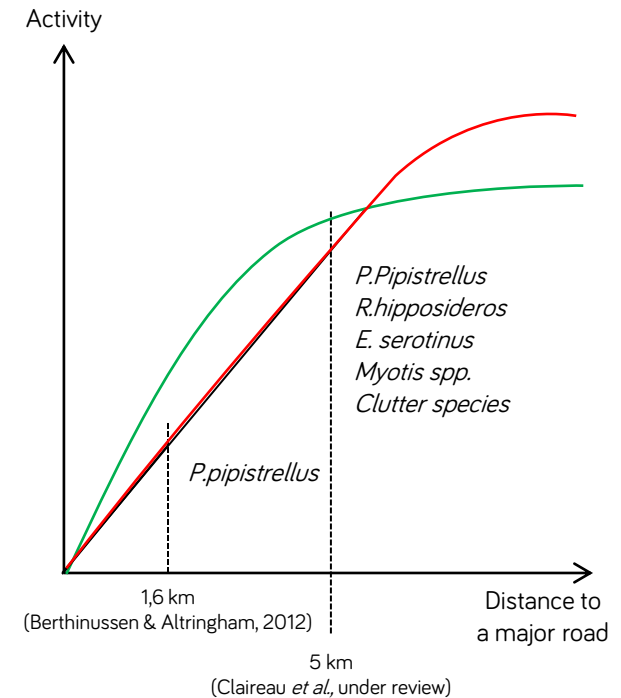 Activity
P.Pipistrellus
R.hipposideros
E. serotinus
Myotis spp.
Clutter species
P.pipistrellus
1,6 km
(Berthinussen & Altringham, 2012)
Distance to
a major road
5 km
(Claireau et al., under review)